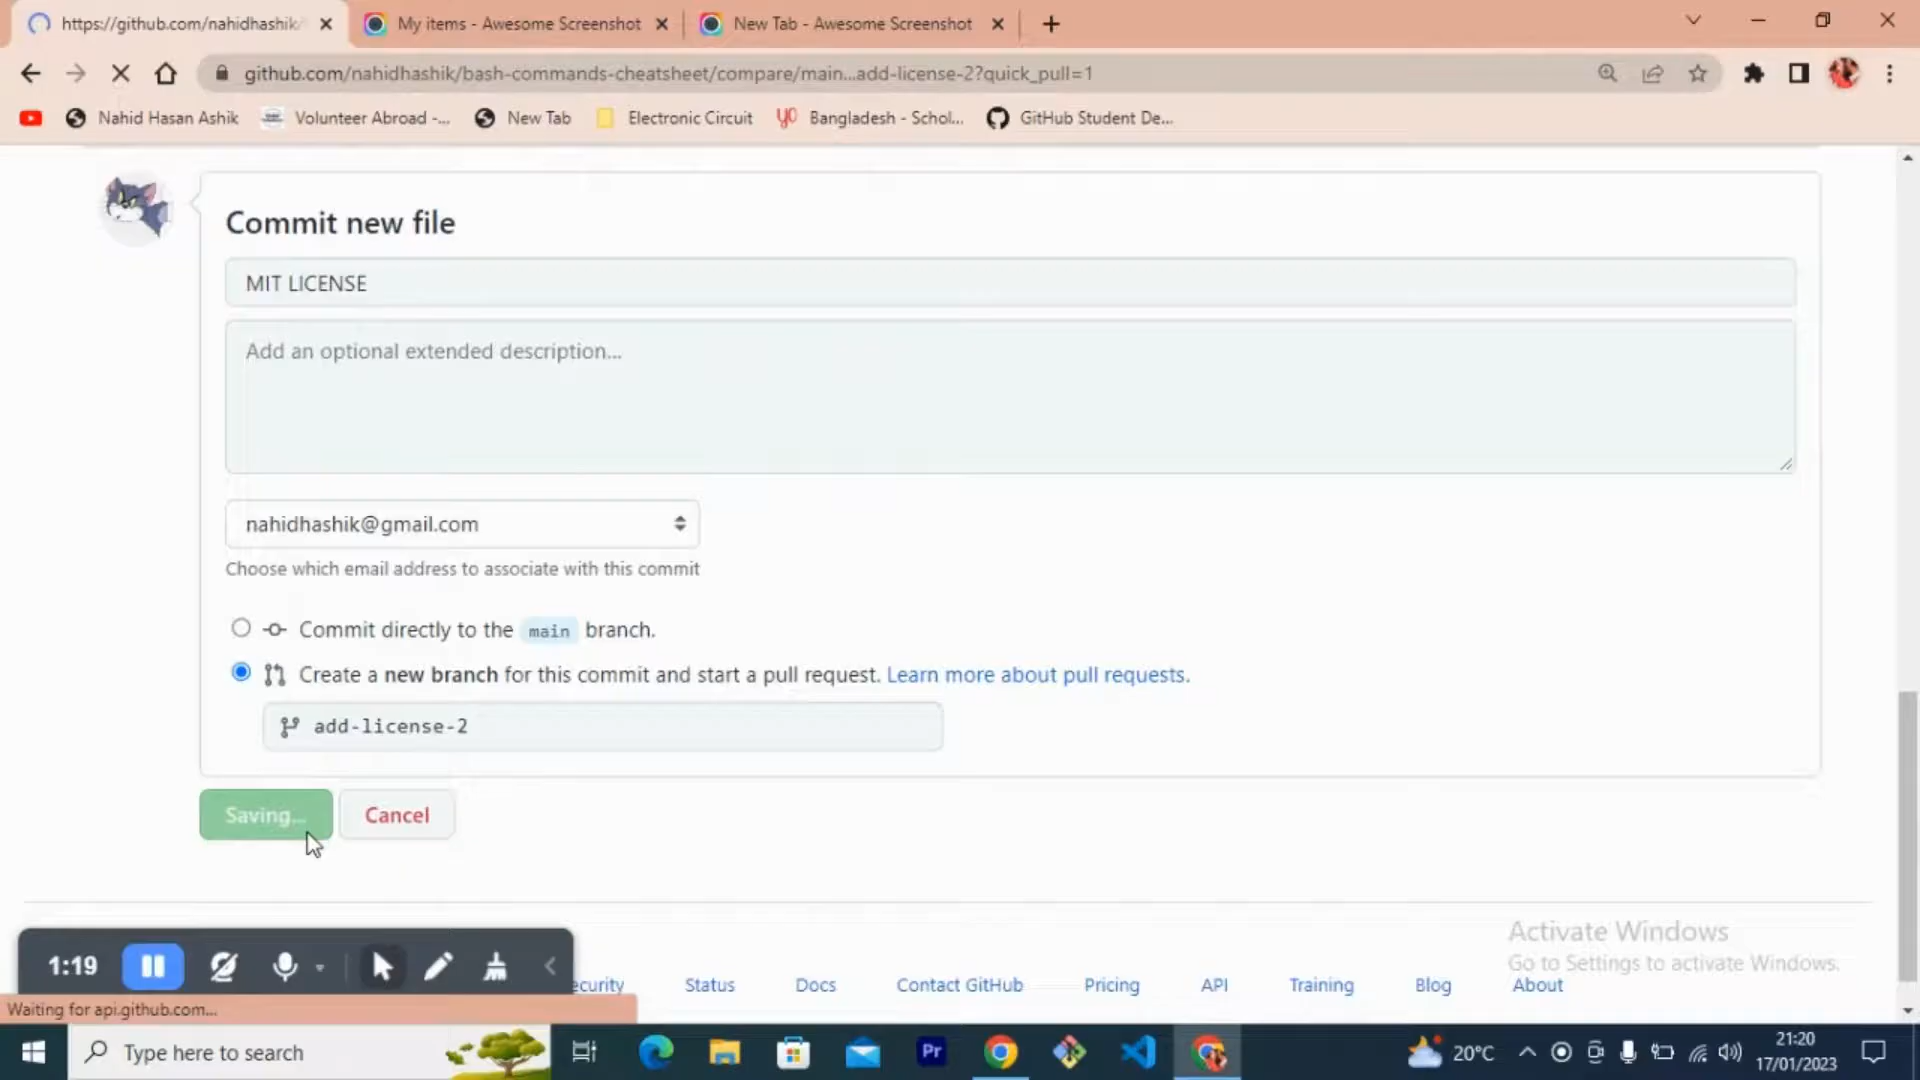 https://github.com/nahidhashik/
My items - Awesome Screenshot
New Tab - Awesome Screenshot
github.com/nahidhashik/bash-commands-cheatsheet/compare/main...add-license-2?quick_pull=1
Nahid Hasan Ashik
Volunteer Abroad -...
New Tab
Electronic Circuit
Bangladesh - Schol...
GitHub Student De...
Commit new file
MIT LICENSE
Add an optional extended description...
nahidhashik@gmail.com
Choose which email address to associate with this commit
Commit directly to the main branch.
Create a new branch for this commit and start a pull request. Learn more about pull requests.
add-license-2
Saving...
Cancel
Activate Windows
Go to Settings to activate Windows.
1:19
ecurity
Status
Docs
Contact GitHub
Pricing
API
Training
Blog
About
Waiting for api.github.com...
Type here to search
Pr
20°C
21:20
17/01/2023